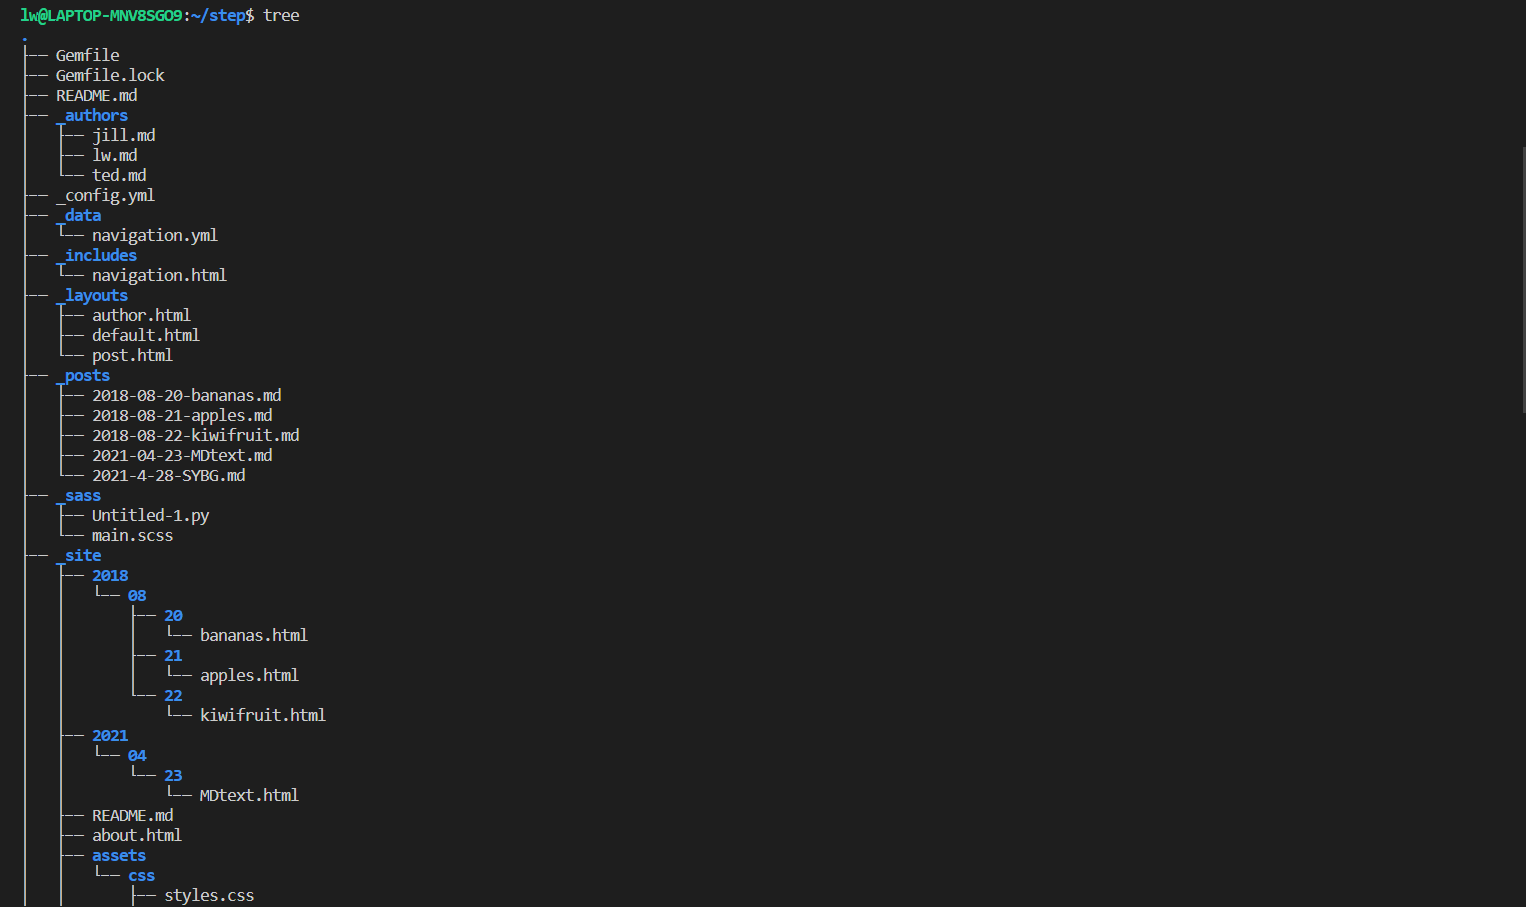 lw@LAPTOP-MNV8SGO9:~/step$ tree
.
├── Gemfile
├── Gemfile.lock
├── README.md
├── _authors
│   ├── jill.md
│   ├── lw.md
│   └── ted.md
├── _config.yml
├── _data
│   └── navigation.yml
├── _includes
│   └── navigation.html
├── _layouts
│   ├── author.html
│   ├── default.html
│   └── post.html
├── _posts
│   ├── 2018-08-20-bananas.md
│   ├── 2018-08-21-apples.md
│   ├── 2018-08-22-kiwifruit.md
│   ├── 2021-04-23-MDtext.md
│   └── 2021-4-28-SYBG.md
├── _sass
│   ├── Untitled-1.py
│   └── main.scss
├── _site
│   ├── 2018
│   │   └── 08
│   │       ├── 20
│   │       │   └── bananas.html
│   │       ├── 21
│   │       │   └── apples.html
│   │       └── 22
│   │           └── kiwifruit.html
│   ├── 2021
│   │   └── 04
│   │       └── 23
│   │           └── MDtext.html
│   ├── README.md
│   ├── about.html
│   ├── assets
│   │   └── css
│   │       ├── styles.css